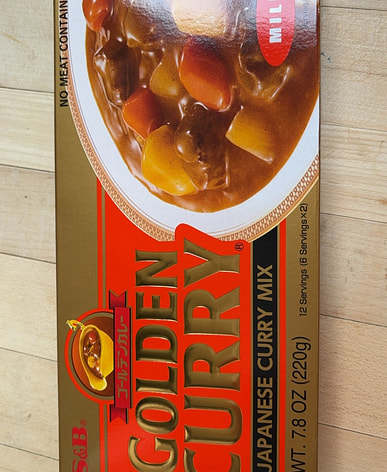 S&B
ゴールデンカレー
GOLDEN
CURRY®
JAPANESE CURRY MIX
WT. 7.8 OZ (220g)
12 Servings (6 Servings×2)
NO MEAT CONTAIN
MIL